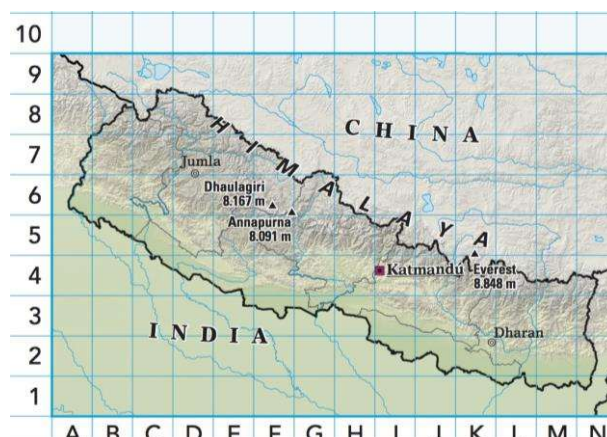 10
9
8
7
6
5
4
3
2
1
CHINA
HIMALAYA
Jumla
Dhaulagiri
8.167 m
Annapurna
8.091 m
Katmandú
Everest
8.848 m
INDIA
Dharan
A B C D E F G H I J K L M N